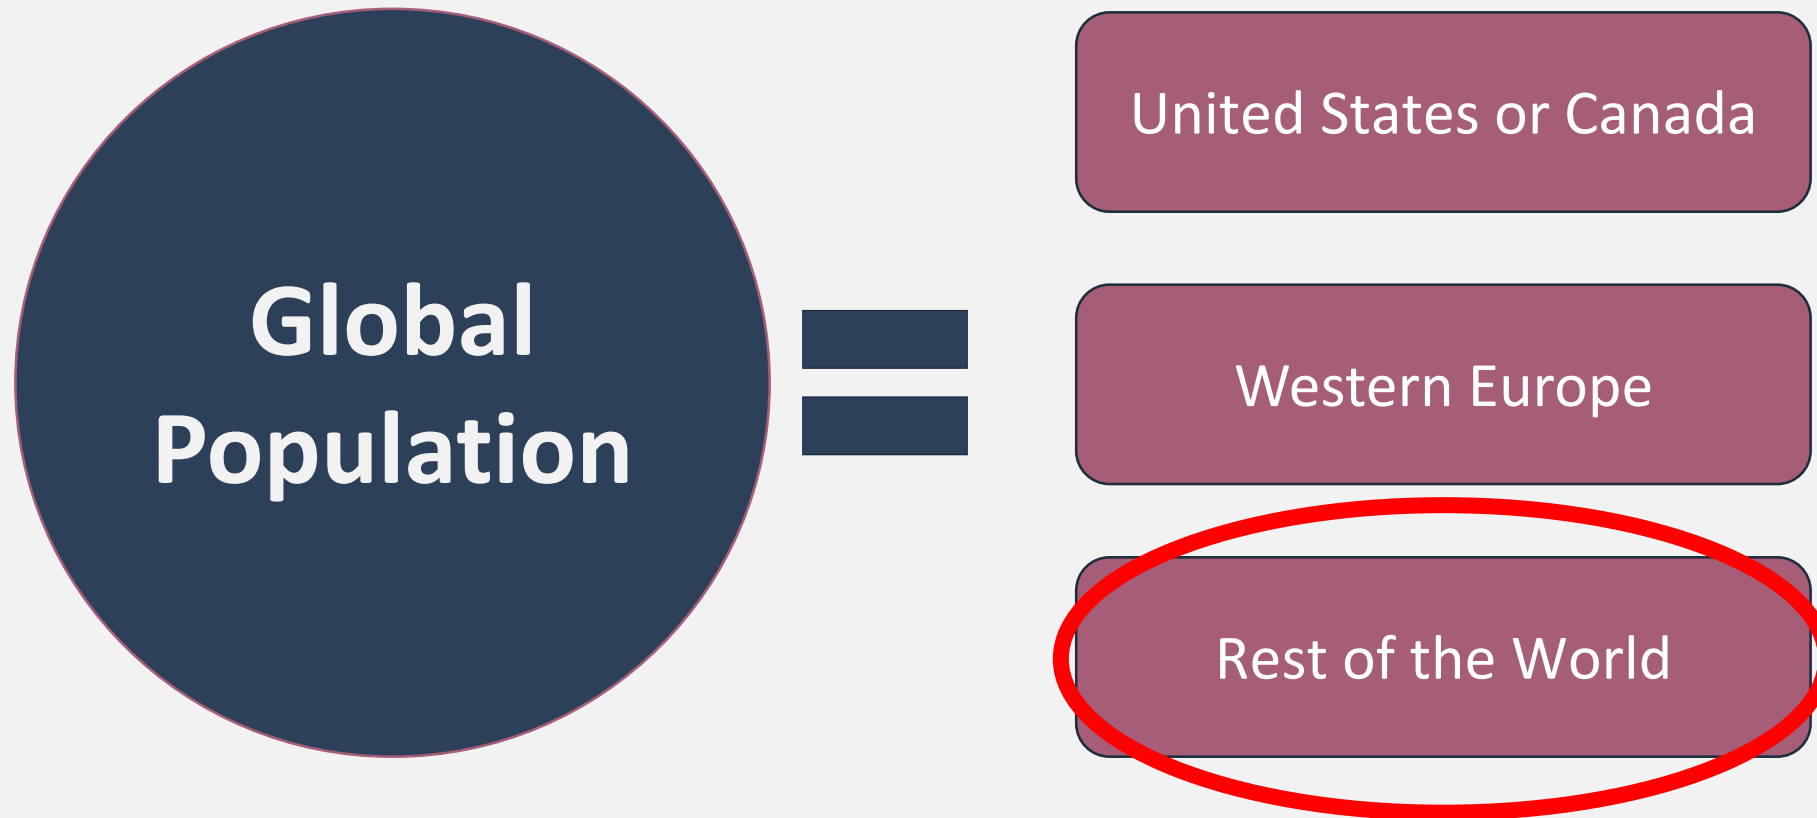 Global
Population
United States or Canada
Western Europe
Rest of the World